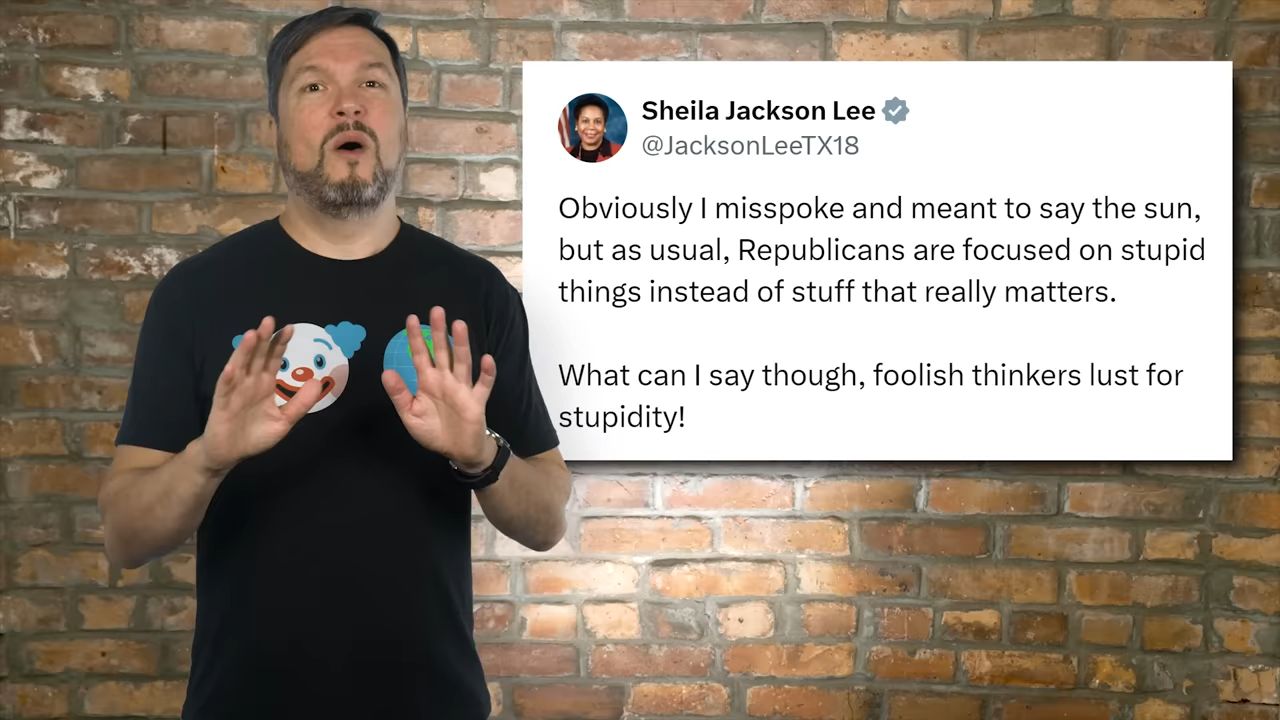 Sheila Jackson Lee
@JacksonLeeTX18
Obviously I misspoke and meant to say the sun,
but as usual, Republicans are focused on stupid
things instead of stuff that really matters.
What can I say though, foolish thinkers lust for
stupidity!